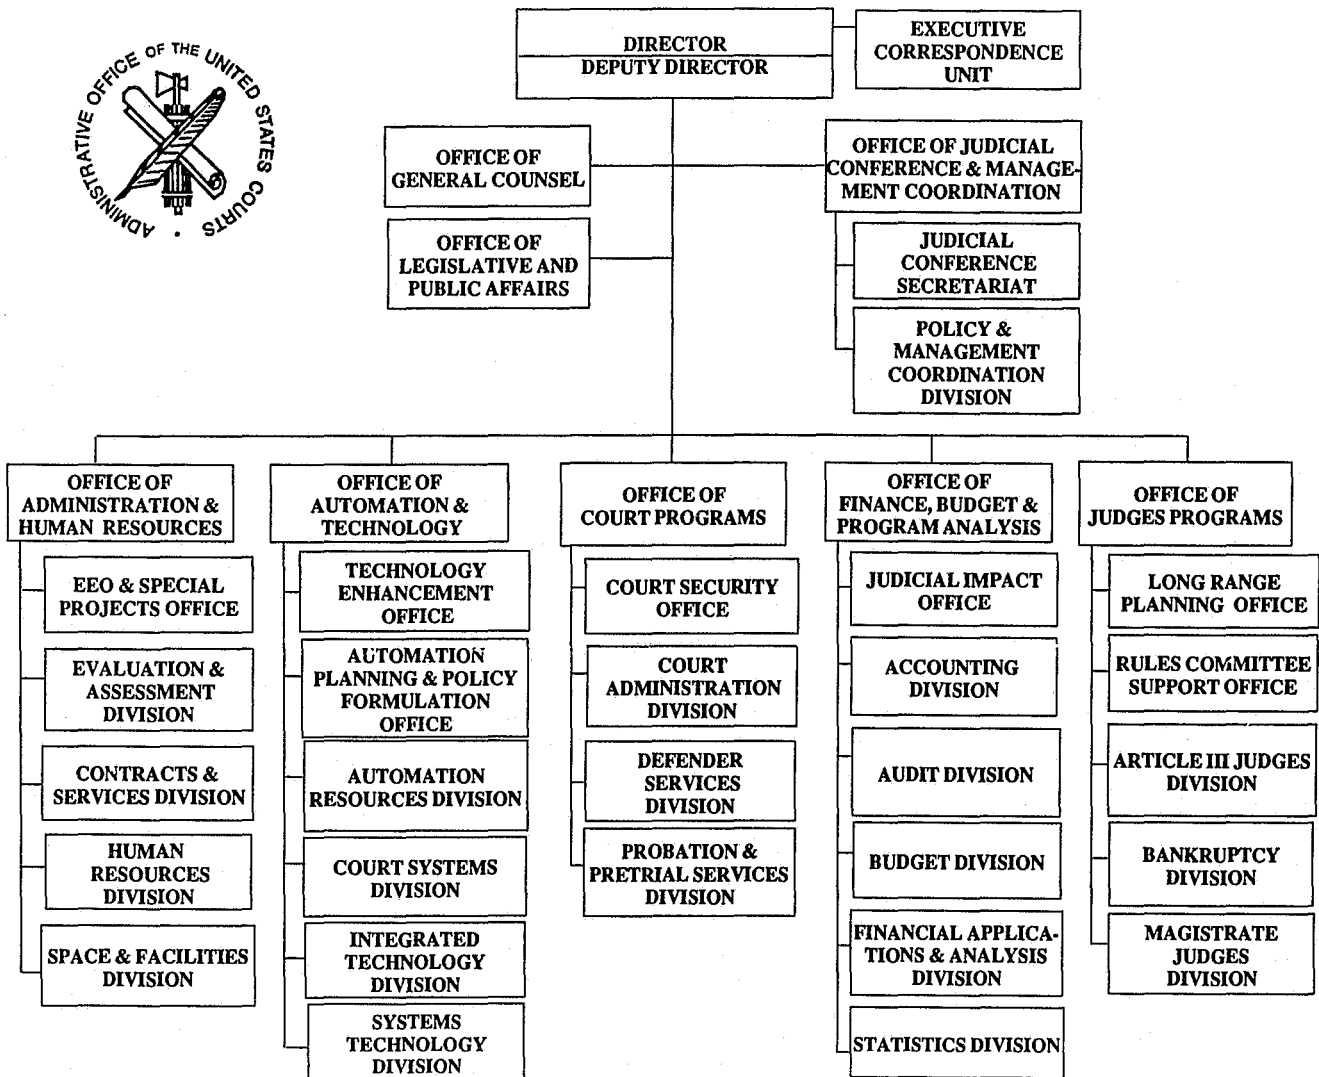 ADMINISTRATIVE OFFICE OF THE UNITED STATES COURTS •
DIRECTOR
DEPUTY DIRECTOR
EXECUTIVE
CORRESPONDENCE
UNIT
OFFICE OF
GENERAL COUNSEL
OFFICE OF JUDICIAL
CONFERENCE & MANAGE-
MENT COORDINATION
OFFICE OF
LEGISLATIVE AND
PUBLIC AFFAIRS
JUDICIAL
CONFERENCE
SECRETARIAT
POLICY &
MANAGEMENT
COORDINATION
DIVISION
OFFICE OF
ADMINISTRATION &
HUMAN RESOURCES
EEO & SPECIAL
PROJECTS OFFICE
EVALUATION &
ASSESSMENT
DIVISION
CONTRACTS &
SERVICES DIVISION
HUMAN
RESOURCES
DIVISION
SPACE & FACILITIES
DIVISION
OFFICE OF
AUTOMATION &
TECHNOLOGY
TECHNOLOGY
ENHANCEMENT
OFFICE
AUTOMATION
PLANNING & POLICY
FORMULATION
OFFICE
AUTOMATION
RESOURCES DIVISION
COURT SYSTEMS
DIVISION
INTEGRATED
TECHNOLOGY
DIVISION
SYSTEMS
TECHNOLOGY
DIVISION
OFFICE OF
COURT PROGRAMS
COURT SECURITY
OFFICE
COURT
ADMINISTRATION
DIVISION
DEFENDER
SERVICES
DIVISION
PROBATION &
PRETRIAL SERVICES
DIVISION
OFFICE OF
FINANCE, BUDGET &
PROGRAM ANALYSIS
JUDICIAL IMPACT
OFFICE
ACCOUNTING
DIVISION
AUDIT DIVISION
BUDGET DIVISION
FINANCIAL APPLICA-
TIONS & ANALYSIS
DIVISION
STATISTICS DIVISION
OFFICE OF
JUDGES PROGRAMS
LONG RANGE
PLANNING OFFICE
RULES COMMITTEE
SUPPORT OFFICE
ARTICLE III JUDGES
DIVISION
BANKRUPTCY
DIVISION
MAGISTRATE
JUDGES
DIVISION